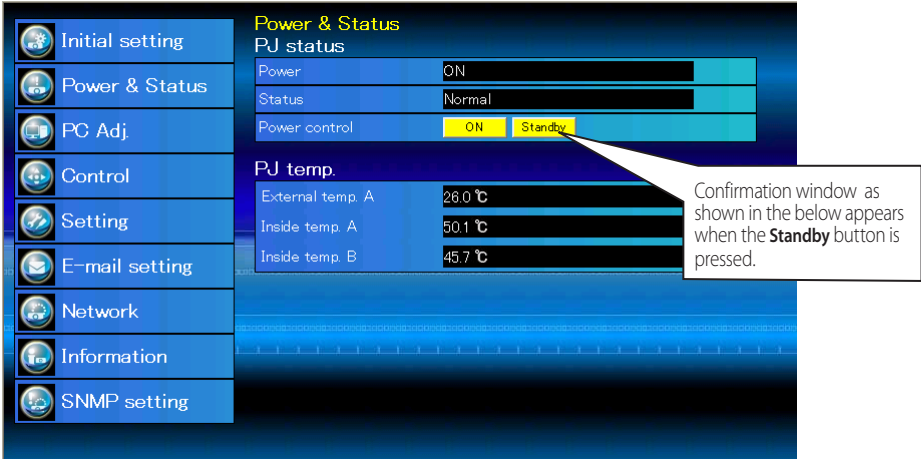 Initial setting
Power & Status
PC Adj.
Control
Setting
E-mail setting
Network
Information
SNMP setting
Power & Status
PJ status
Power ON
Status Normal
Power control ON Standby
PJ temp.
External temp. A 26.0 ℃
Inside temp. A 50.1 ℃
Inside temp. B 45.7 ℃
Confirmation window as
shown in the below appears
when the Standby button is
pressed.